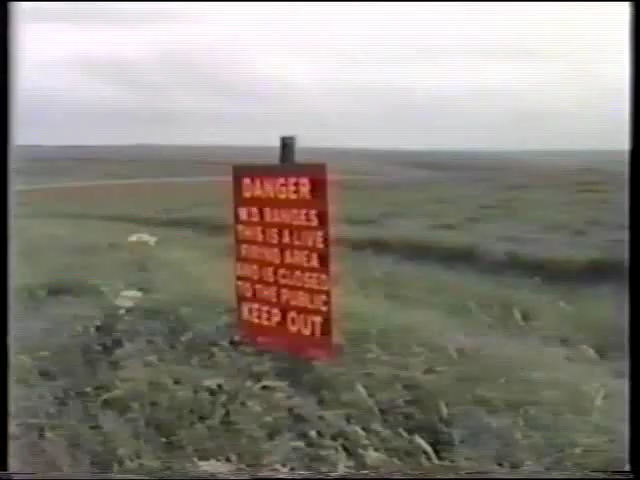 DANGER
W.D. RANGES
THIS IS A LIVE
FIRING AREA
AND IS CLOSED
TO THE PUBLIC
KEEP OUT